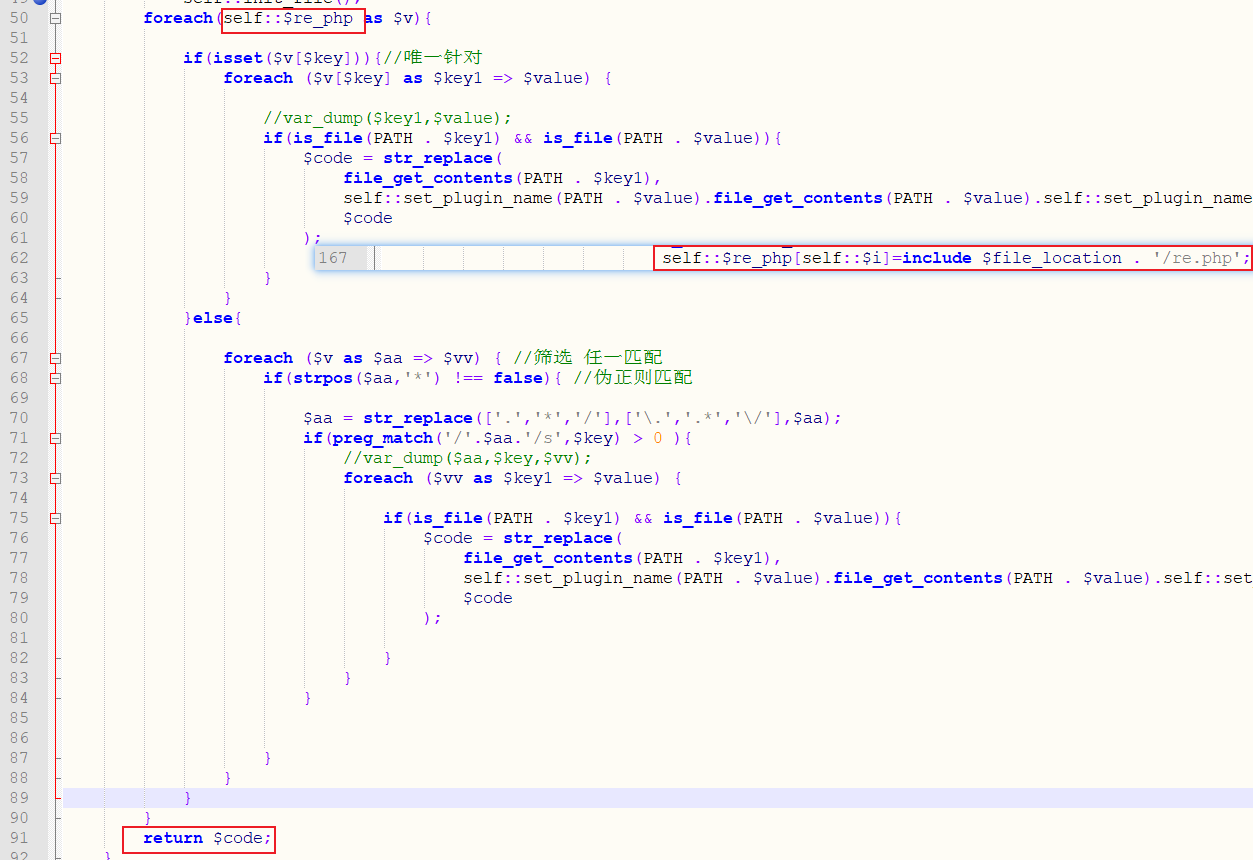 50 foreach(self::$re_php as $v){
51
52 if(isset($v[$key])){//唯一针对
53 foreach ($v[$key] as $key1 => $value) {
54
55 //var_dump($key1,$value);
56 if(is_file(PATH . $key1) && is_file(PATH . $value)){
57 $code = str_replace(
58 file_get_contents(PATH . $key1),
59 self::set_plugin_name(PATH . $value).file_get_contents(PATH . $value).self::set_plugin_name
60 $code
61 );
62 167 self::$re_php[self::$i]=include $file_location . '/re.php';
63 }
64 }
65 }else{
66
67 foreach ($v as $aa => $vv) { //筛选 任一匹配
68 if(strpos($aa,'*') !== false){ //伪正则匹配
69
70 $aa = str_replace(['.','*','/'],['\.','.*','\/'],$aa);
71 if(preg_match('/'.$aa.'/s',$key) > 0 ){
72 //var_dump($aa,$key,$vv);
73 foreach ($vv as $key1 => $value) {
74
75 if(is_file(PATH . $key1) && is_file(PATH . $value)){
76 $code = str_replace(
77 file_get_contents(PATH . $key1),
78 self::set_plugin_name(PATH . $value).file_get_contents(PATH . $value).self::set
79 $code
80 );
81
82 }
83 }
84 }
85
86
87 }
88 }
89 }
90 }
91 return $code;
92 }